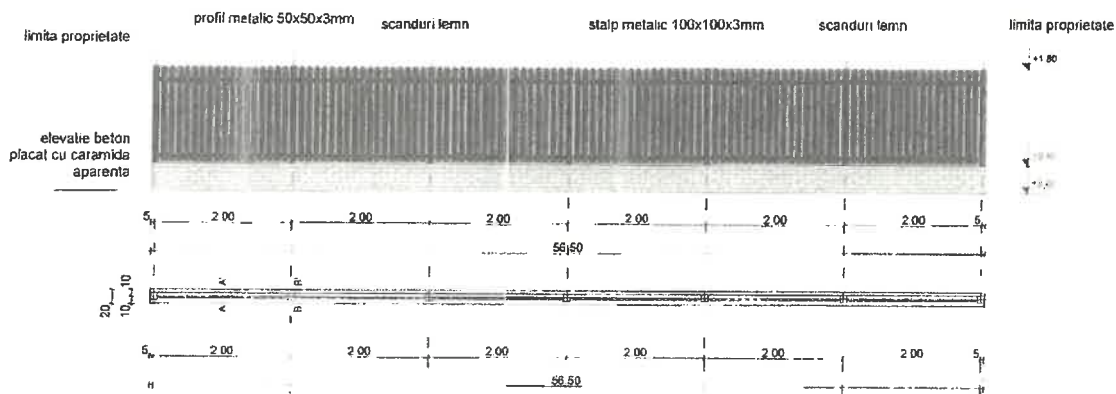 limita proprietate
profil metalic 50x50x3mm
scanduri lemn
stalp metalic 100x100x3mm
scanduri lemn
limita proprietate
+1.80
elevatie beton
placat cu caramida
aparenta
5 2.00 2.00 2.00 2.00 2.00 2.00 5
56.50
20 10 10
A' B'
A B
5 2.00 2.00 2.00 2.00 2.00 2.00 5
56.50